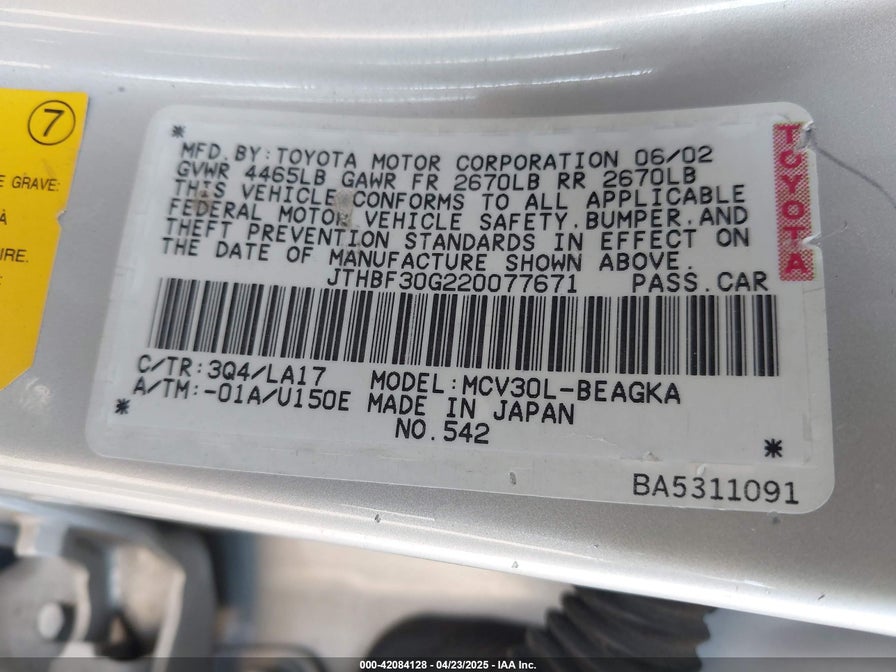 7
E GRAVE:
À
IRE.
E
* TOYOTA
MFD.BY:TOYOTA MOTOR CORPORATION 06/02
GVWR 4465LB GAWR FR 2670LB RR 2670LB
THIS VEHICLE CONFORMS TO ALL APPLICABLE
FEDERAL MOTOR VEHICLE SAFETY.BUMPER.AND
THEFT PREVENTION STANDARDS IN EFFECT ON
THE DATE OF MANUFACTURE SHOWN ABOVE.
JTHBF30G220077671 PASS.CAR
C/TR:3Q4/LA17 MODEL:MCV30L-BEAGKA
A/TM:-01A/U150E MADE IN JAPAN
* NO.542 *
BA5311091
000-42084128 - 04/23/2025 - IAA Inc.